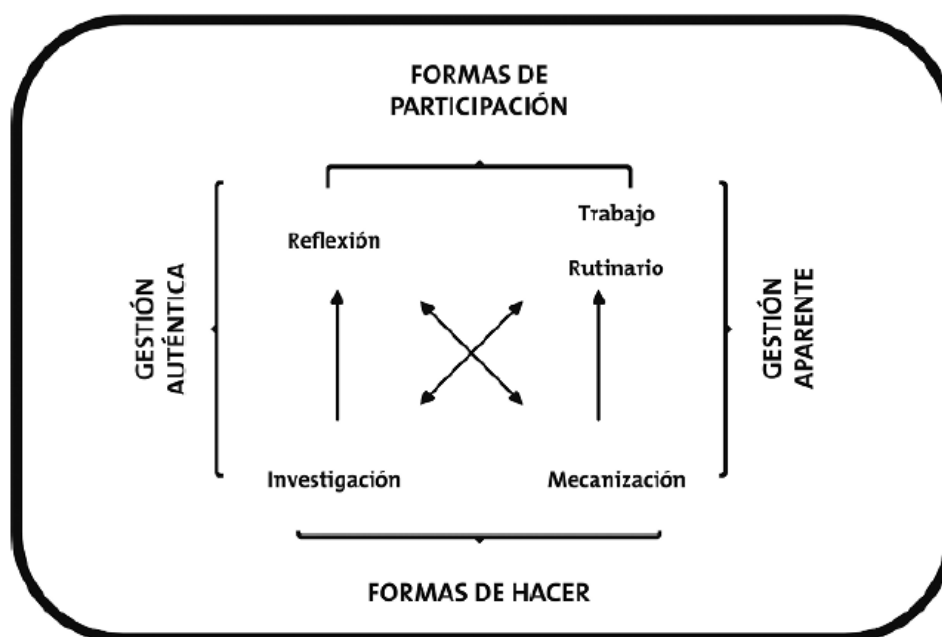 FORMAS DE
PARTICIPACIÓN
Trabajo
Reflexión
Rutinario
GESTIÓN
AUTÉNTICA
GESTIÓN
APARENTE
Investigación
Mecanización
FORMAS DE HACER